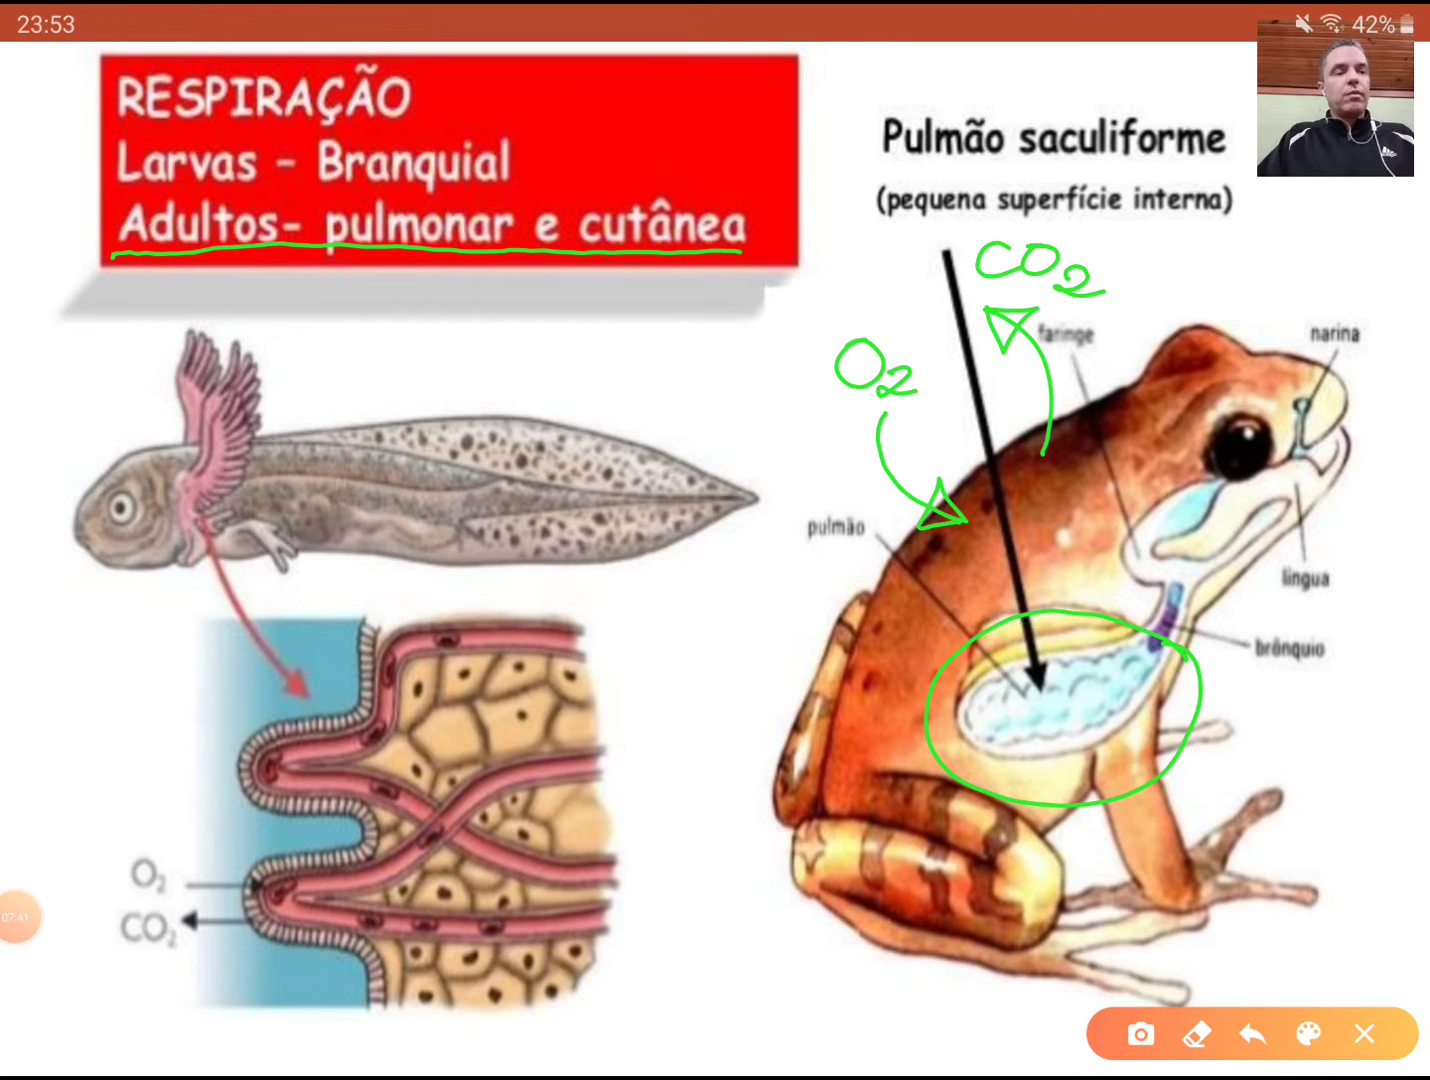 23:53
42%
RESPIRAÇÃO
Larvas - Branquial
Adultos- pulmonar e cutânea
Pulmão saculiforme
(pequena superfície interna)
CO2
O2
faringe
narina
pulmão
língua
brônquio
O2
CO2
07:41